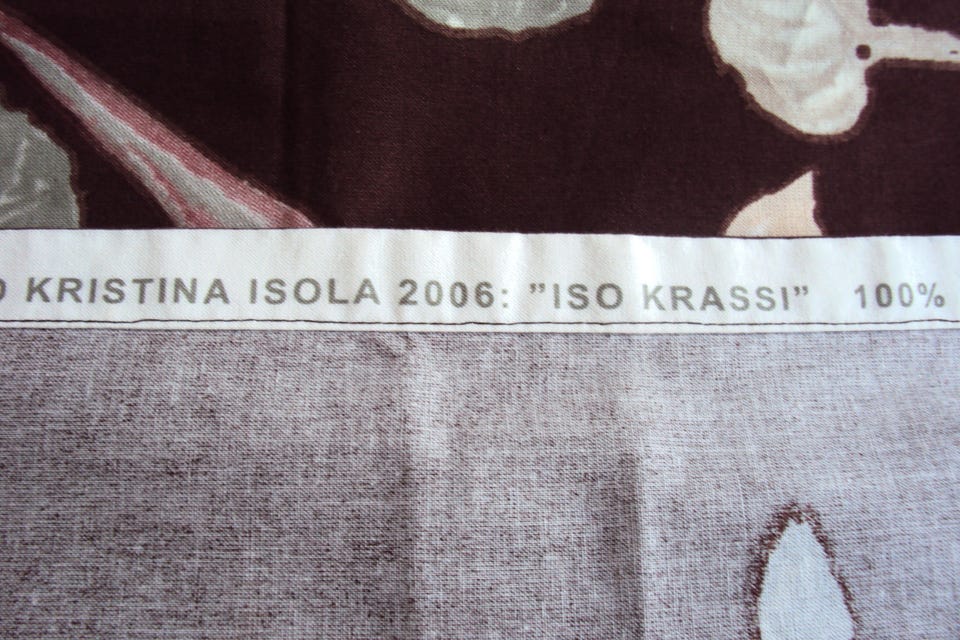 KRISTINA ISOLA 2006: ”ISO KRASSI” 100%